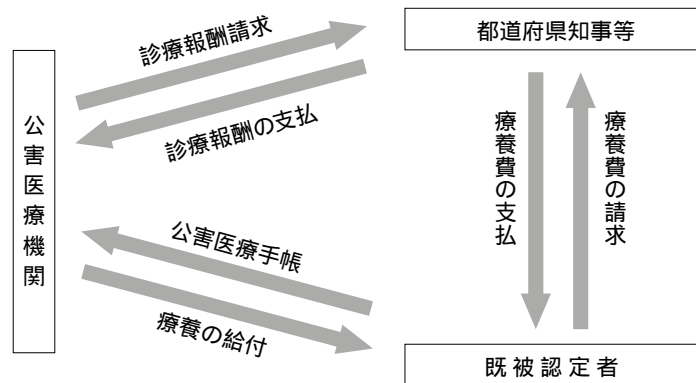 診療報酬請求
都道府県知事等
診療報酬の支払
公害医療機関
療養費の支払
療養費の請求
公害医療手帳
療養の給付
既被認定者